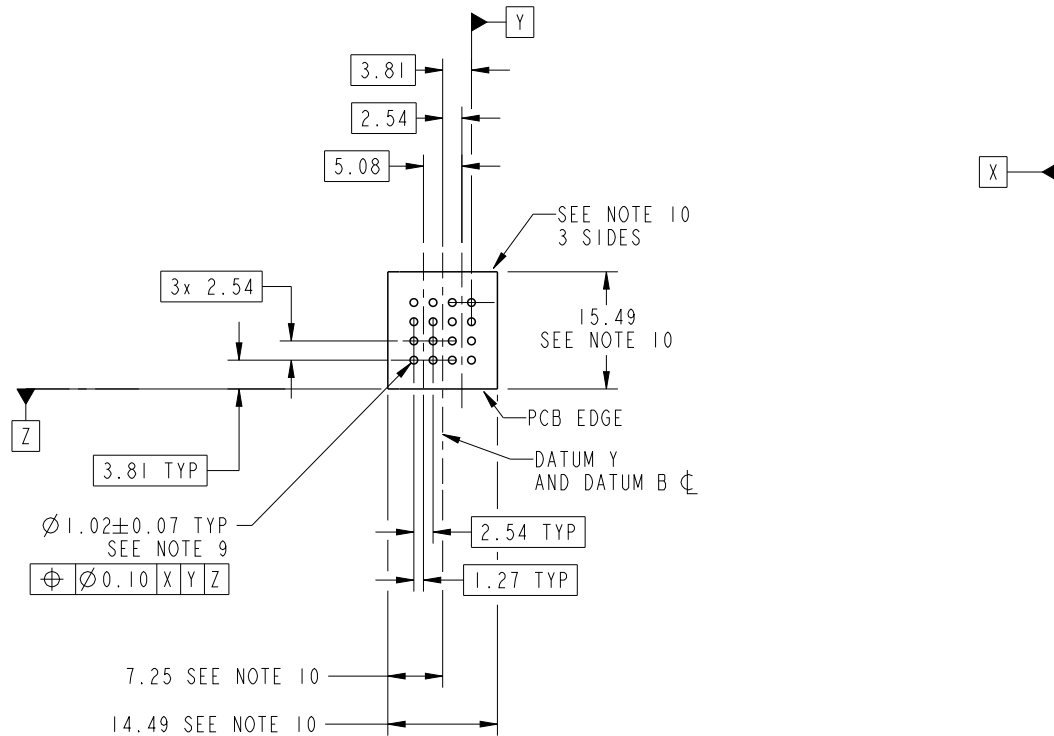 Y
3.81
2.54
5.08
X
SEE NOTE 10
3 SIDES
3x 2.54
15.49
SEE NOTE 10
Z
PCB EDGE
3.81 TYP
DATUM Y
AND DATUM B ℄
Ø1.02±0.07 TYP
SEE NOTE 9
⌖ Ø0.10 X Y Z
2.54 TYP
1.27 TYP
7.25 SEE NOTE 10
14.49 SEE NOTE 10